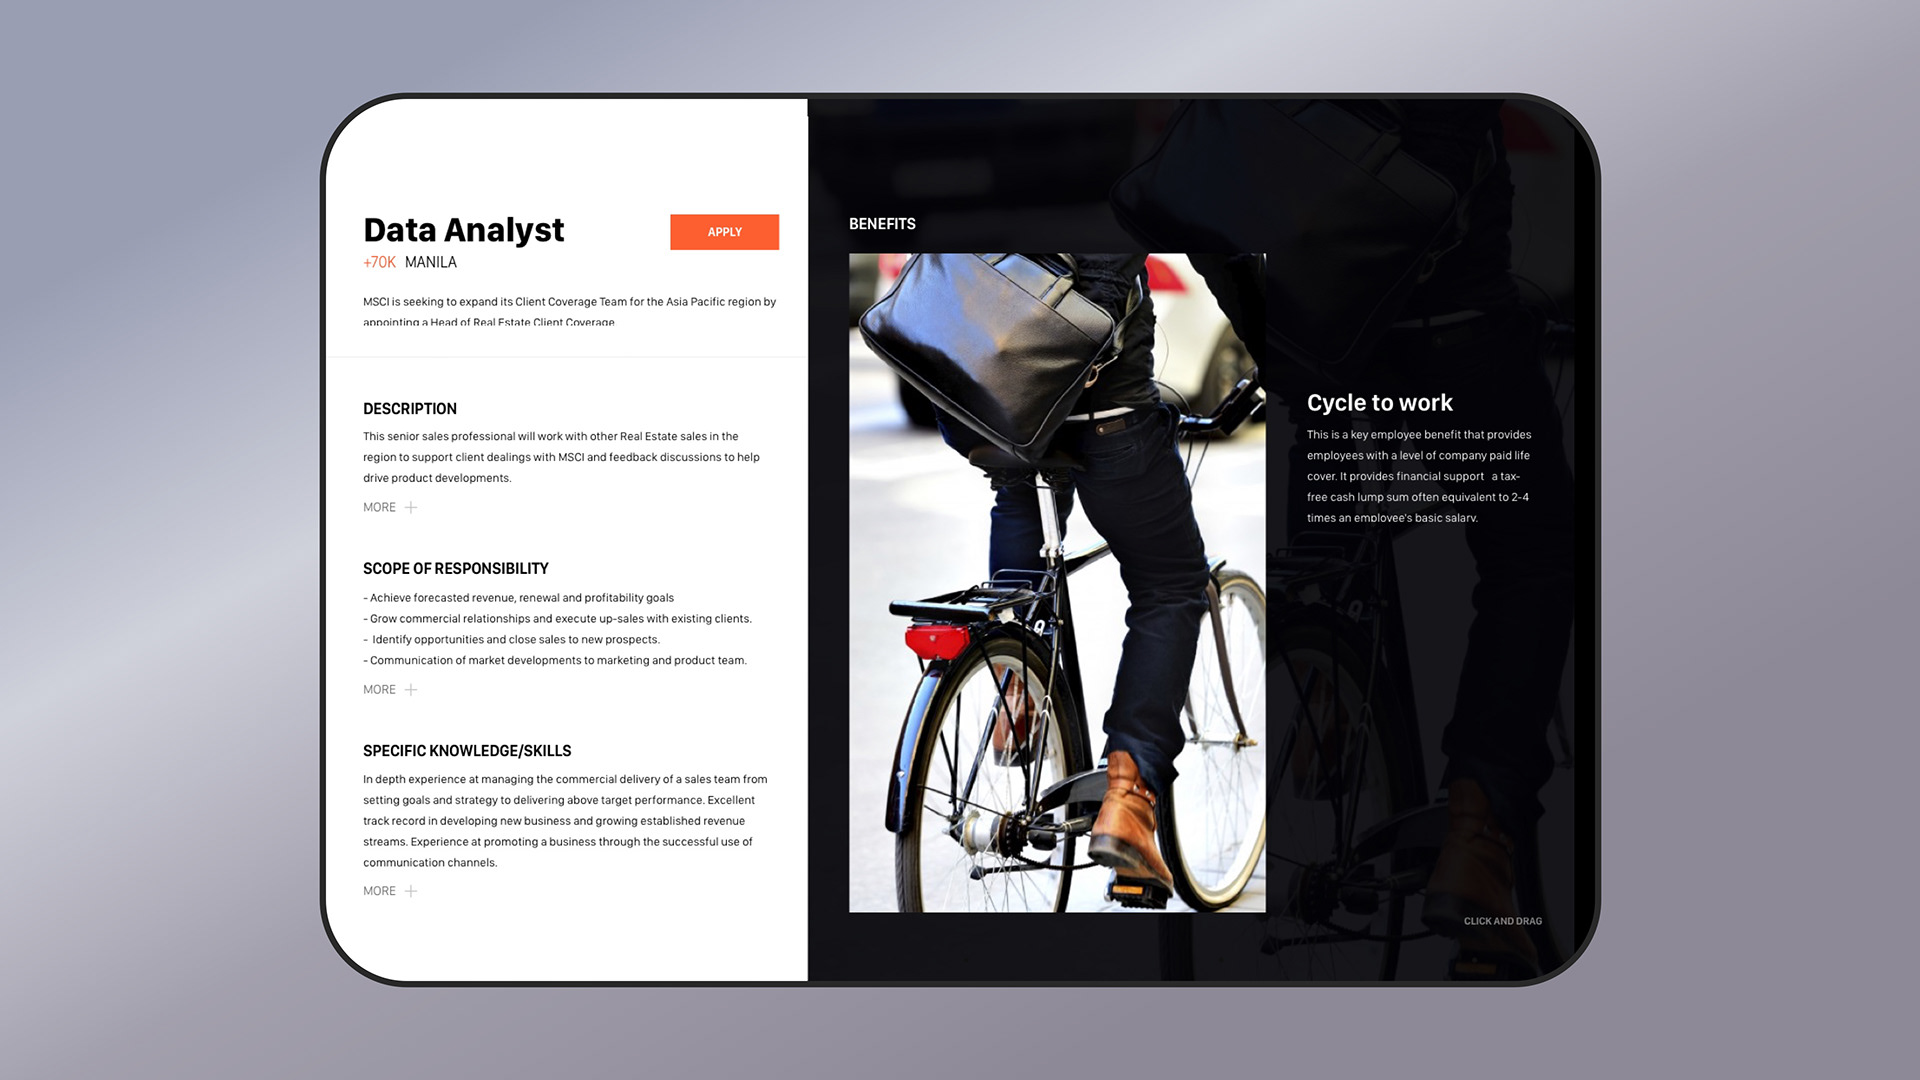 Data Analyst
APPLY
+70K MANILA
MSCI is seeking to expand its Client Coverage Team for the Asia Pacific region by
appointing a Head of Real Estate Client Coverage
DESCRIPTION
This senior sales professional will work with other Real Estate sales in the
region to support client dealings with MSCI and feedback discussions to help
drive product developments.
MORE +
SCOPE OF RESPONSIBILITY
- Achieve forecasted revenue, renewal and profitability goals
- Grow commercial relationships and execute up-sales with existing clients.
- Identify opportunities and close sales to new prospects.
- Communication of market developments to marketing and product team.
MORE +
SPECIFIC KNOWLEDGE/SKILLS
In depth experience at managing the commercial delivery of a sales team from
setting goals and strategy to delivering above target performance. Excellent
track record in developing new business and growing established revenue
streams. Experience at promoting a business through the successful use of
communication channels.
MORE +
BENEFITS
Cycle to work
This is a key employee benefit that provides
employees with a level of company paid life
cover. It provides financial support a tax-
free cash lump sum often equivalent to 2-4
times an employee's basic salary.
CLICK AND DRAG